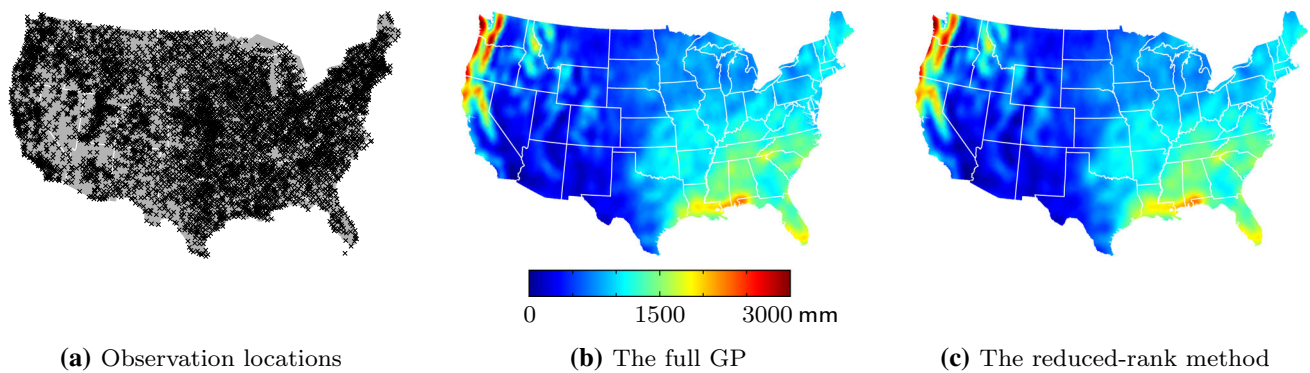 0 1500 3000 mm
(a) Observation locations
(b) The full GP
(c) The reduced-rank method